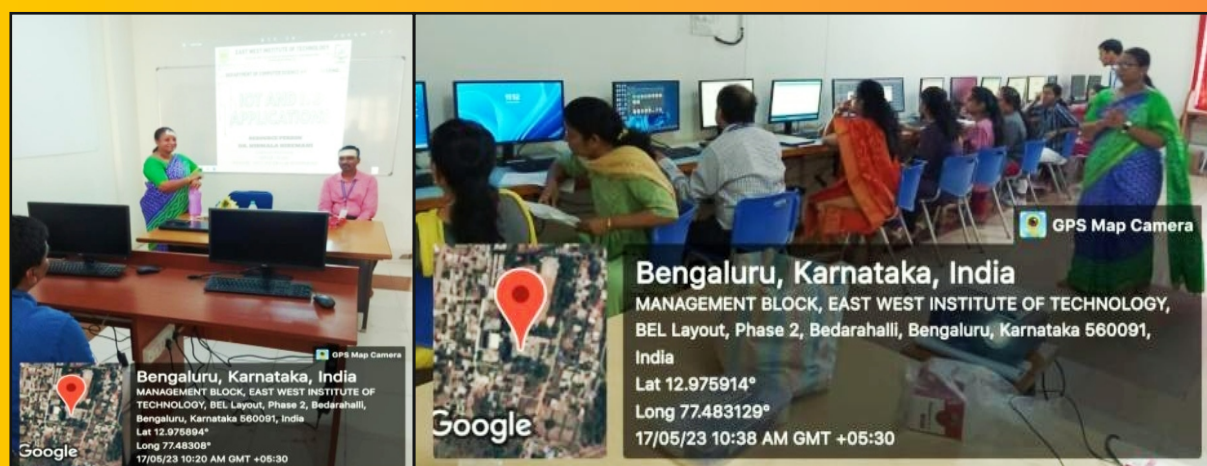 EAST WEST INSTITUTE OF TECHNOLOGY
GPS Map Camera
Bengaluru, Karnataka, India
MANAGEMENT BLOCK, EAST WEST INSTITUTE OF
TECHNOLOGY, BEL Layout, Phase 2, Bedarahalli,
Bengaluru, Karnataka 560091, India
Lat 12.975894°
Long 77.48308°
17/05/23 10:20 AM GMT +05:30
Google
GPS Map Camera
Bengaluru, Karnataka, India
MANAGEMENT BLOCK, EAST WEST INSTITUTE OF TECHNOLOGY,
BEL Layout, Phase 2, Bedarahalli, Bengaluru, Karnataka 560091,
India
Lat 12.975914°
Long 77.483129°
17/05/23 10:38 AM GMT +05:30
Google